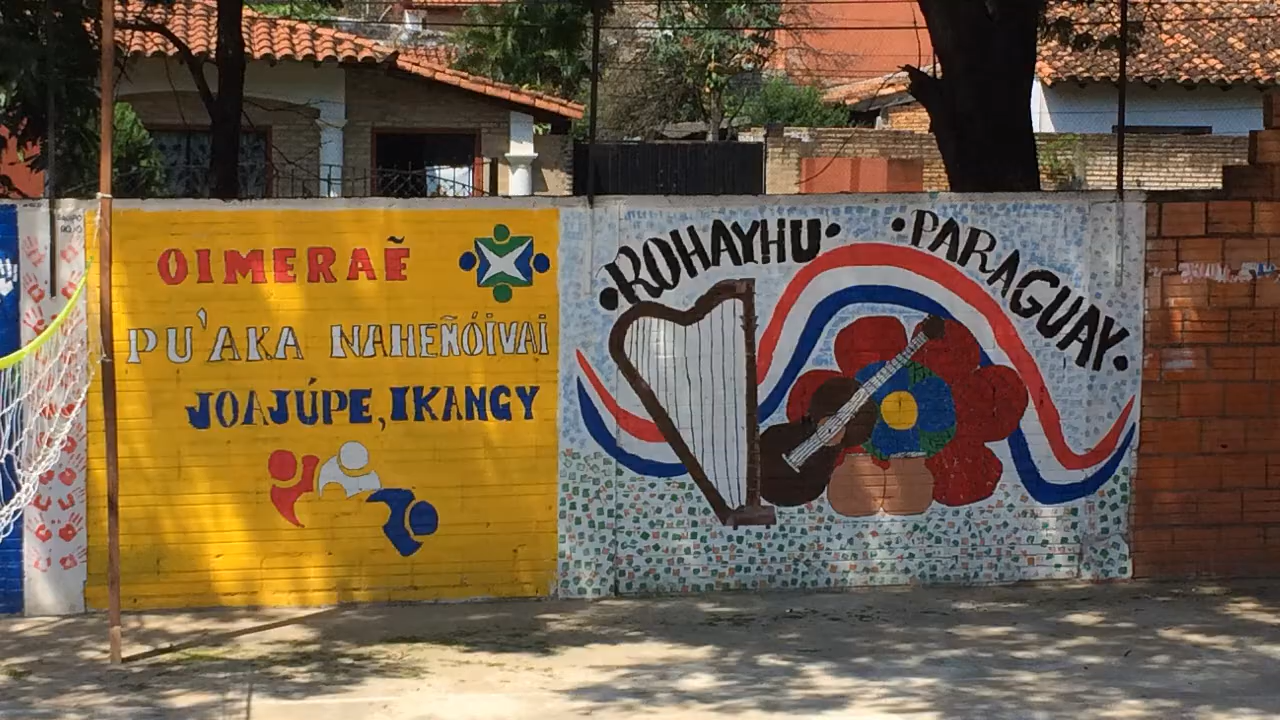 OIMERAẼ
PU'AKA NAHEÑÓIVAI
JOAJÚPE, IKANGY
•ROHAYHU•
•PARAGUAY•